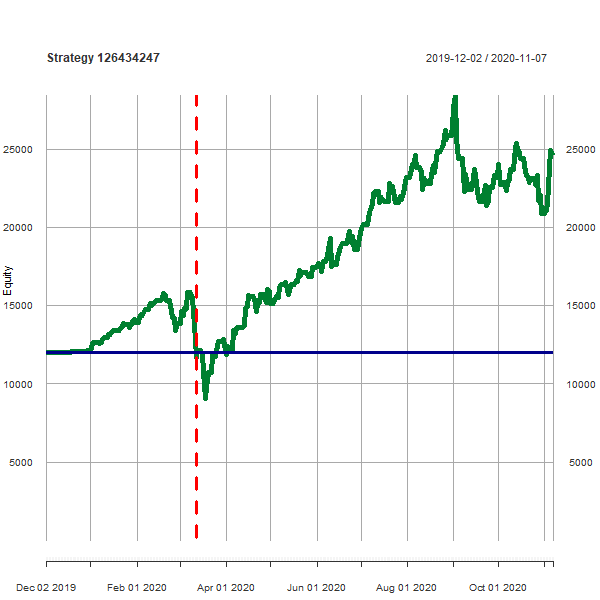 Strategy 126434247
2019-12-02 / 2020-11-07
25000
25000
20000
20000
Equity
15000
15000
10000
10000
5000
5000
Dec 02 2019
Feb 01 2020
Apr 01 2020
Jun 01 2020
Aug 01 2020
Oct 01 2020